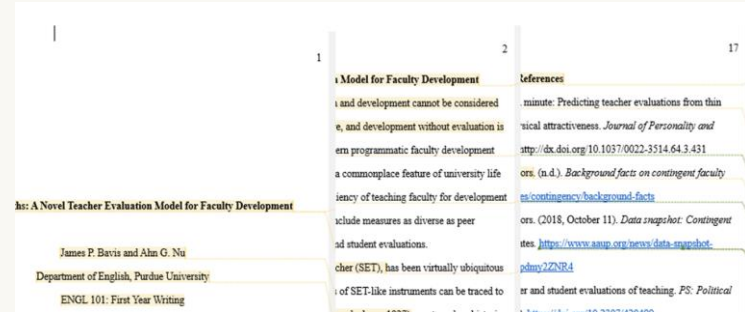 1
hs: A Novel Teacher Evaluation Model for Faculty Development
James P. Bavis and Ahn G. Nu
Department of English, Purdue University
ENGL 101: First Year Writing
2
Model for Faculty Development
and development cannot be considered
e, and development without evaluation is
ern programmatic faculty development
a commonplace feature of university life
iency of teaching faculty for development
nclude measures as diverse as peer
nd student evaluations.
cher (SET), has been virtually ubiquitous
of SET-like instruments can be traced to
17
References
minute: Predicting teacher evaluations from thin
sical attractiveness. Journal of Personality and
http://dx.doi.org/10.1037/0022-3514.64.3.431
ors. (n.d.). Background facts on contingent faculty
es/contingency/background-facts
ors. (2018, October 11). Data snapshot: Contingent
tes. https://www.aaup.org/news/data-snapshot-
pdmy2ZNR4
er and student evaluations of teaching. PS: Political